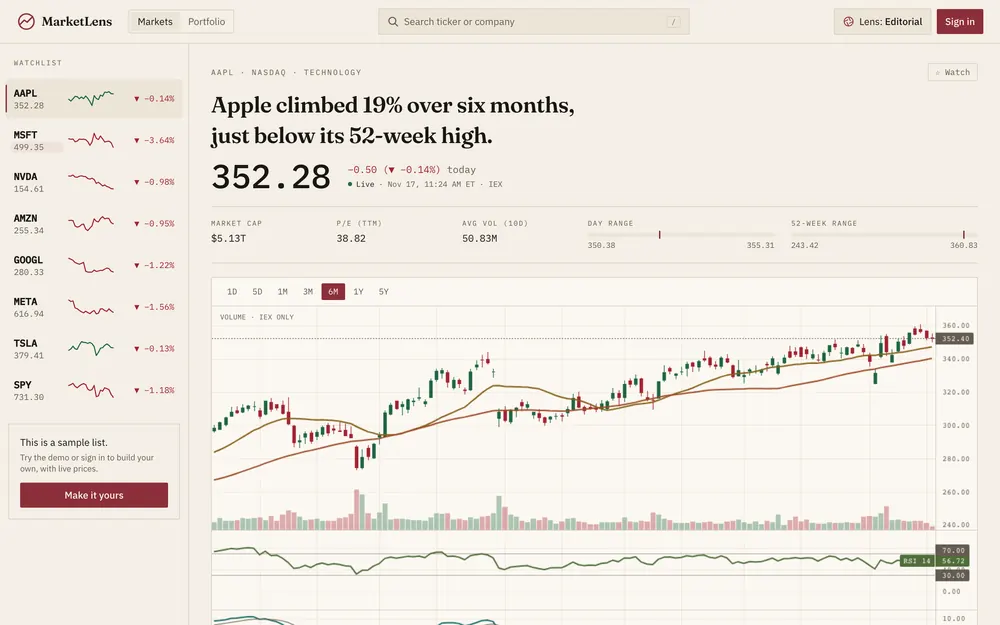 MarketLens
Markets
Portfolio
Search ticker or company
/
Lens: Editorial
Sign in
WATCHLIST
AAPL
352.28
▼ −0.14%
MSFT
499.35
▼ −3.64%
NVDA
154.61
▼ −0.98%
AMZN
255.34
▼ −0.95%
GOOGL
280.33
▼ −1.22%
META
616.94
▼ −1.56%
TSLA
379.41
▼ −0.13%
SPY
731.30
▼ −1.18%
This is a sample list.
Try the demo or sign in to build your
own, with live prices.
Make it yours
AAPL · NASDAQ · TECHNOLOGY
Watch
Apple climbed 19% over six months,
just below its 52-week high.
352.28
−0.50 (▼ −0.14%) today
Live · Nov 17, 11:24 AM ET · IEX
MARKET CAP
$5.13T
P/E (TTM)
38.82
AVG VOL (10D)
50.83M
DAY RANGE
350.38
355.31
52-WEEK RANGE
243.42
360.83
1D 5D 1M 3M 6M 1Y 5Y
VOLUME · IEX ONLY
360.00
352.40
340.00
320.00
300.00
280.00
260.00
240.00
70.00
RSI 14 56.72
30.00
0.00
10.00